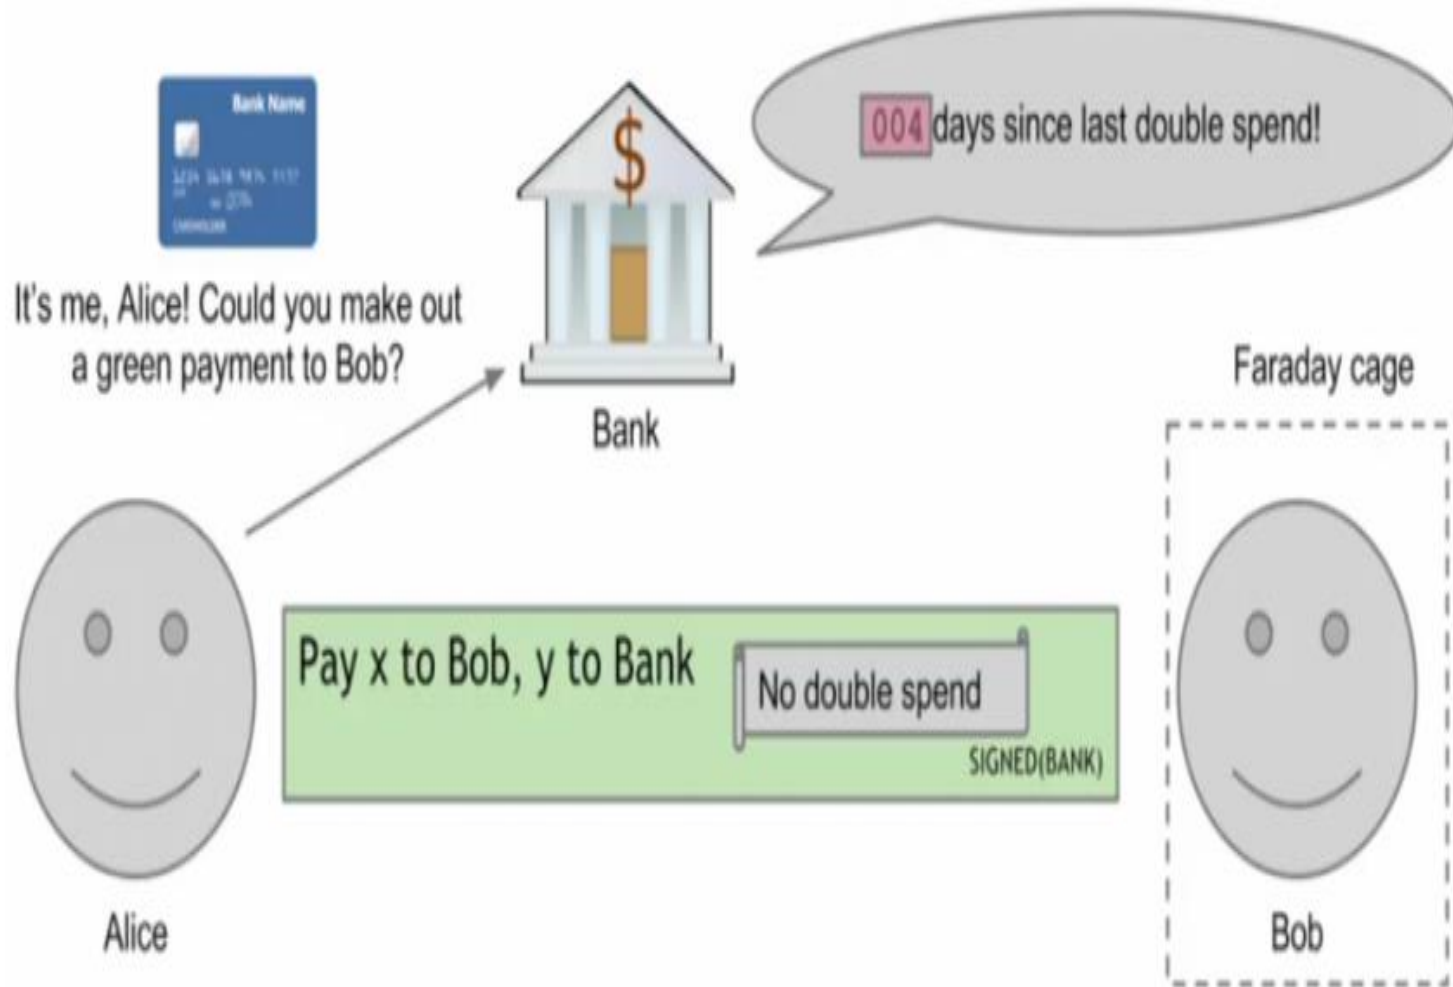 Bank Name
CARDHOLDER
It's me, Alice! Could you make out
a green payment to Bob?
$
Bank
004 days since last double spend!
Faraday cage
Pay x to Bob, y to Bank
No double spend
SIGNED(BANK)
Alice
Bob